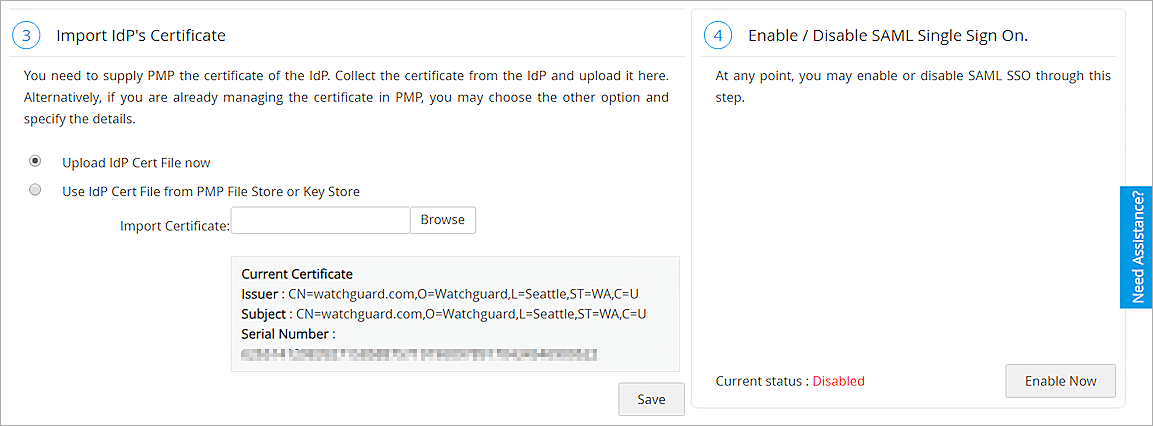 3 Import IdP's Certificate
You need to supply PMP the certificate of the IdP. Collect the certificate from the IdP and upload it here.
Alternatively, if you are already managing the certificate in PMP, you may choose the other option and
specify the details.
Upload IdP Cert File now
Use IdP Cert File from PMP File Store or Key Store
Import Certificate: Browse
Current Certificate
Issuer : CN=watchguard.com,O=Watchguard,L=Seattle,ST=WA,C=U
Subject : CN=watchguard.com,O=Watchguard,L=Seattle,ST=WA,C=U
Serial Number :
Save
4 Enable / Disable SAML Single Sign On.
At any point, you may enable or disable SAML SSO through this
step.
Current status : Disabled Enable Now
Need Assistance?